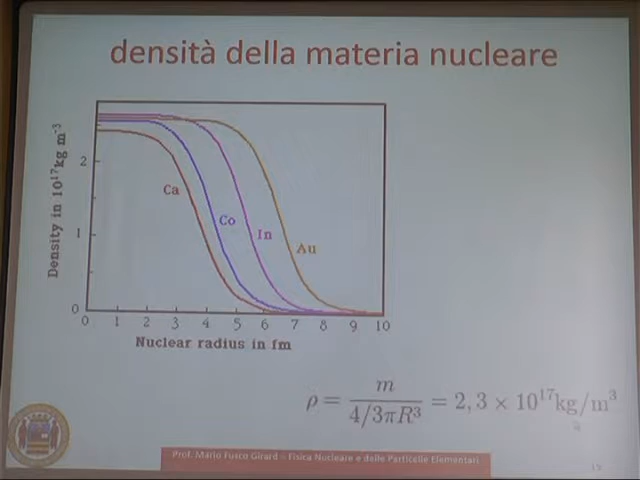 densità della materia nucleare
Density in 10¹⁷kg m⁻³
2
1
0
Ca
Co
In
Au
0 1 2 3 4 5 6 7 8 9 10
Nuclear radius in fm
ρ = m / 4/3πR³ = 2,3 × 10¹⁷kg/m³
Prof. Mario Fusco Girard – Fisica Nucleare e delle Particelle Elementari